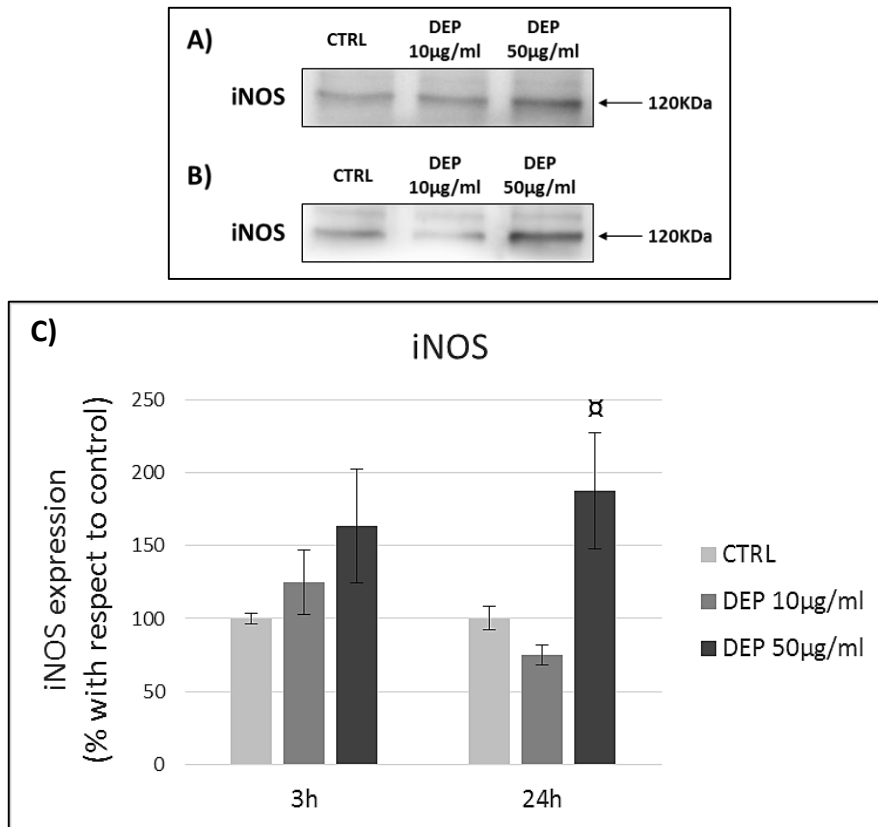 A)
CTRL
DEP
10µg/ml
DEP
50µg/ml
iNOS
120KDa
B)
CTRL
DEP
10µg/ml
DEP
50µg/ml
iNOS
120KDa
C)
iNOS
iNOS expression
(% with respect to control)
250
200
150
100
50
0
¤
3h
24h
CTRL
DEP 10µg/ml
DEP 50µg/ml